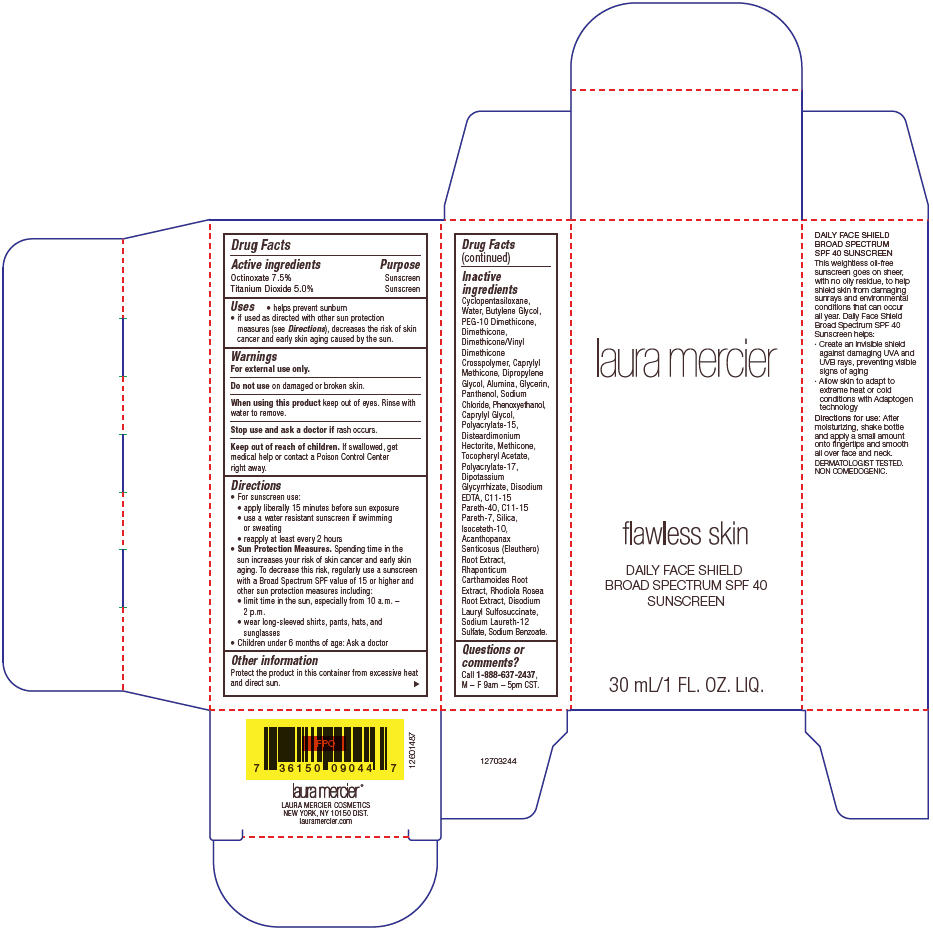 Drug Facts
Active ingredients Purpose
Octinoxate 7.5% Sunscreen
Titanium Dioxide 5.0% Sunscreen
Uses • helps prevent sunburn
• if used as directed with other sun protection
measures (see Directions), decreases the risk of skin
cancer and early skin aging caused by the sun.
Warnings
For external use only.
Do not use on damaged or broken skin.
When using this product keep out of eyes. Rinse with
water to remove.
Stop use and ask a doctor if rash occurs.
Keep out of reach of children. If swallowed, get
medical help or contact a Poison Control Center
right away.
Directions
• For sunscreen use:
• apply liberally 15 minutes before sun exposure
• use a water resistant sunscreen if swimming
or sweating
• reapply at least every 2 hours
• Sun Protection Measures. Spending time in the
sun increases your risk of skin cancer and early skin
aging. To decrease this risk, regularly use a sunscreen
with a Broad Spectrum SPF value of 15 or higher and
other sun protection measures including:
• limit time in the sun, especially from 10 a.m. –
2 p.m.
• wear long-sleeved shirts, pants, hats, and
sunglasses
• Children under 6 months of age: Ask a doctor
Other information
Protect the product in this container from excessive heat
and direct sun.
Drug Facts
(continued)
Inactive
ingredients
Cyclopentasiloxane,
Water, Butylene Glycol,
PEG-10 Dimethicone,
Dimethicone,
Dimethicone/Vinyl
Dimethicone
Crosspolymer, Caprylyl
Methicone, Dipropylene
Glycol, Alumina, Glycerin,
Panthenol, Sodium
Chloride, Phenoxyethanol,
Caprylyl Glycol,
Polyacrylate-15,
Disteardimonium
Hectorite, Methicone,
Tocopheryl Acetate,
Polyacrylate-17,
Dipotassium
Glycyrrhizate, Disodium
EDTA, C11-15
Pareth-40, C11-15
Pareth-7, Silica,
Isoceteth-10,
Acanthopanax
Senticosus (Eleuthero)
Root Extract,
Rhaponticum
Carthamoides Root
Extract, Rhodiola Rosea
Root Extract, Disodium
Lauryl Sulfosuccinate,
Sodium Laureth-12
Sulfate, Sodium Benzoate.
Questions or
comments?
Call 1-888-637-2437,
M – F 9am – 5pm CST.
laura mercier
flawless skin
DAILY FACE SHIELD
BROAD SPECTRUM SPF 40
SUNSCREEN
30 mL/1 FL. OZ. LIQ.
DAILY FACE SHIELD
BROAD SPECTRUM
SPF 40 SUNSCREEN
This weightless oil-free
sunscreen goes on sheer,
with no oily residue, to help
shield skin from damaging
sunrays and environmental
conditions that can occur
all year. Daily Face Shield
Broad Spectrum SPF 40
Sunscreen helps:
· Create an invisible shield
against damaging UVA and
UVB rays, preventing visible
signs of aging
· Allow skin to adapt to
extreme heat or cold
conditions with Adaptogen
technology
Directions for use: After
moisturizing, shake bottle
and apply a small amount
onto fingertips and smooth
all over face and neck.
DERMATOLOGIST TESTED.
NON COMEDOGENIC.
FPO
7 36150 09044 7
12601487
laura mercier®
LAURA MERCIER COSMETICS
NEW YORK, NY 10150 DIST.
lauramercier.com
12703244